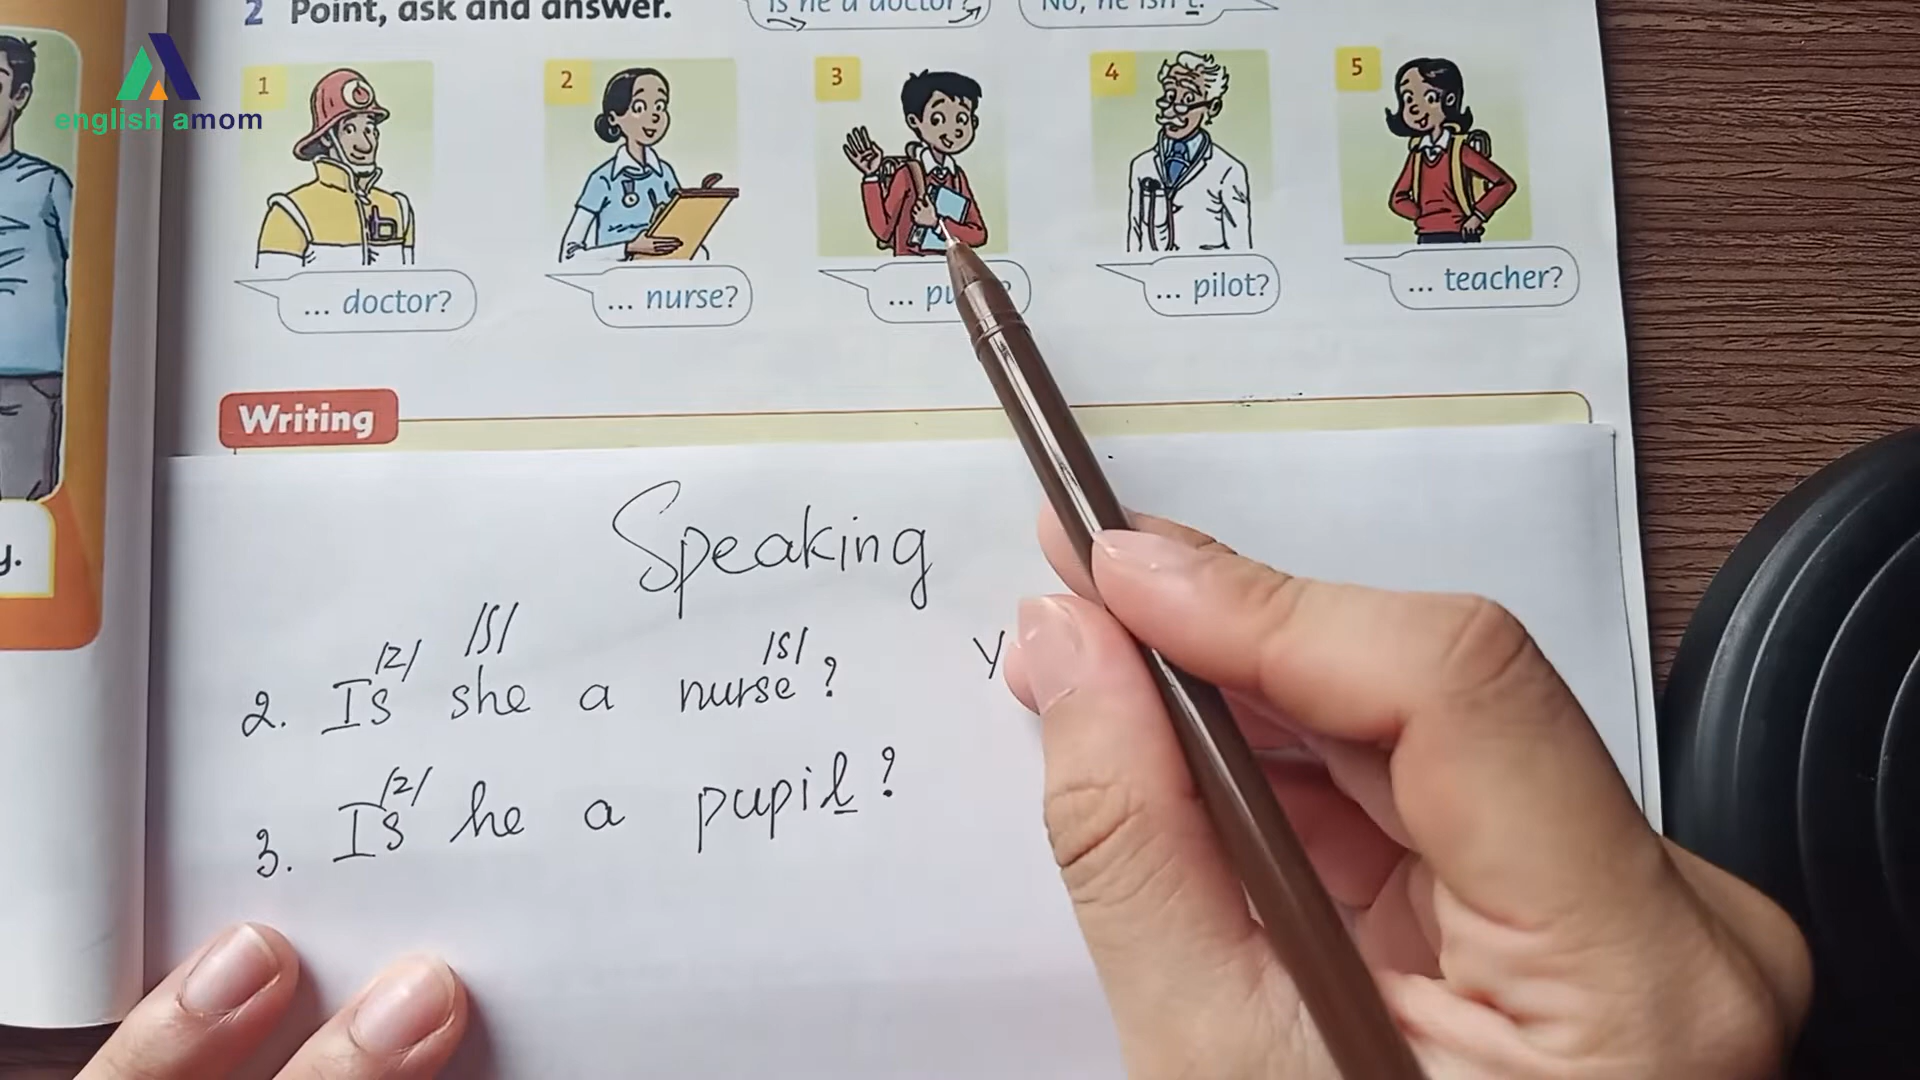 2 Point, ask and answer.
Is he a doctor?
No, he isn't.
english amom
1
2
3
4
5
... doctor?
... nurse?
... pu
... pilot?
... teacher?
y.
Writing
Speaking
/z/ /ʃ/ /s/
2. Is she a nurse? Y
/z/
3. Is he a pupil?